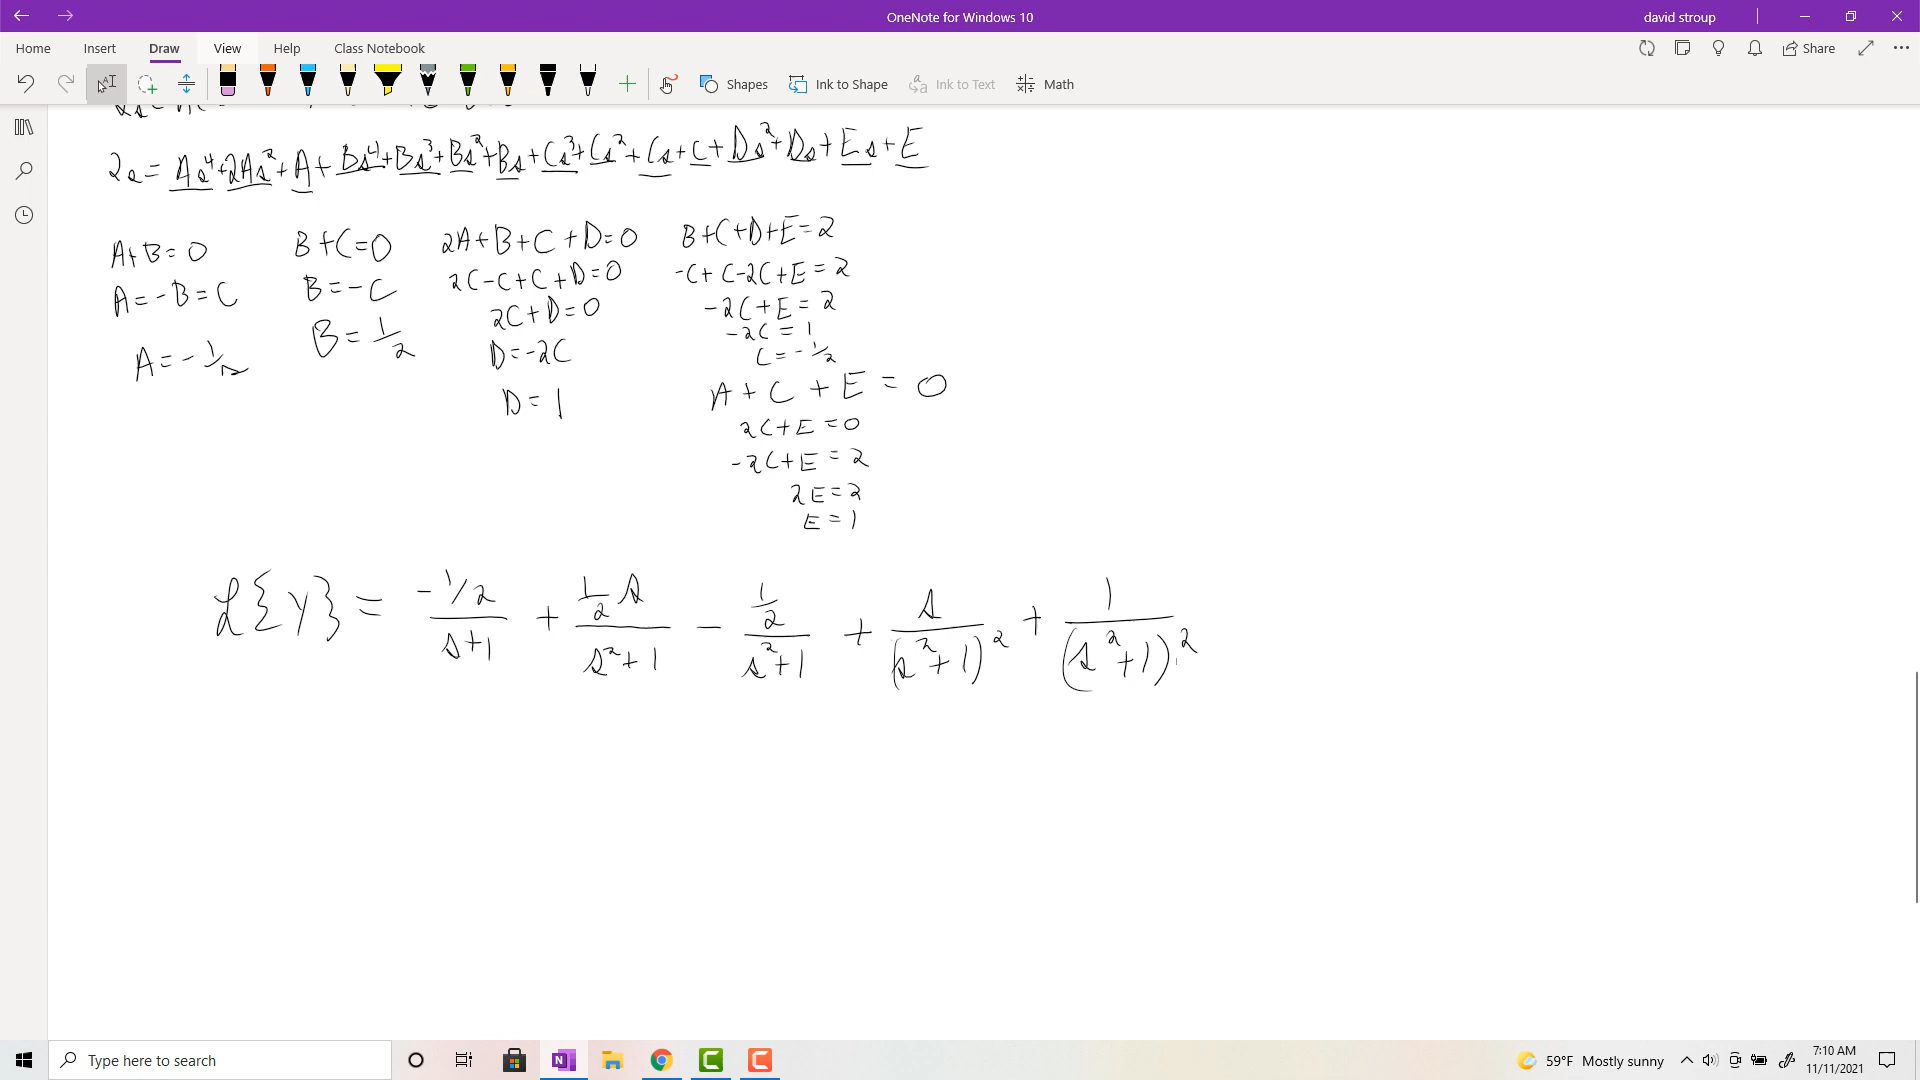 OneNote for Windows 10
david stroup
Home Insert Draw View Help Class Notebook
Share
Shapes Ink to Shape Ink to Text Math
2s = As⁴+2As²+A+Bs⁴+Bs³+Bs²+Bs+Cs³+Cs²+Cs+C+Ds²+Ds+Es+E
A+B=0
A=-B=C
A=-1/2
B+C=0
B=-C
B=1/2
2A+B+C+D=0
2C-C+C+D=0
2C+D=0
D=-2C
D=1
B+C+D+E=2
-C+C-2C+E=2
-2C+E=2
-2C=1
C=-1/2
A+C+E=0
2C+E=0
-2C+E=2
2E=2
E=1
ℒ{y} = (-1/2)/(s+1) + (1/2 s)/(s²+1) - (1/2)/(s²+1) + s/(s²+1)² + 1/(s²+1)²
Type here to search
59°F Mostly sunny
7:10 AM
11/11/2021